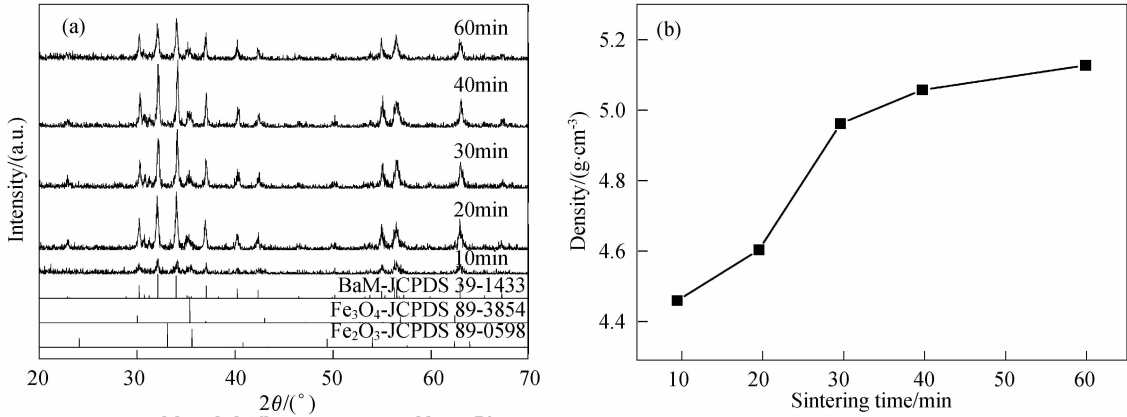 (a)
60min
40min
30min
20min
10min
BaM-JCPDS 39-1433
Fe₃O₄-JCPDS 89-3854
Fe₂O₃-JCPDS 89-0598
Intensity/(a.u.)
20 30 40 50 60 70
2θ/(°)
(b)
5.2
5.0
4.8
4.6
4.4
Density/(g·cm⁻³)
10 20 30 40 50 60
Sintering time/min